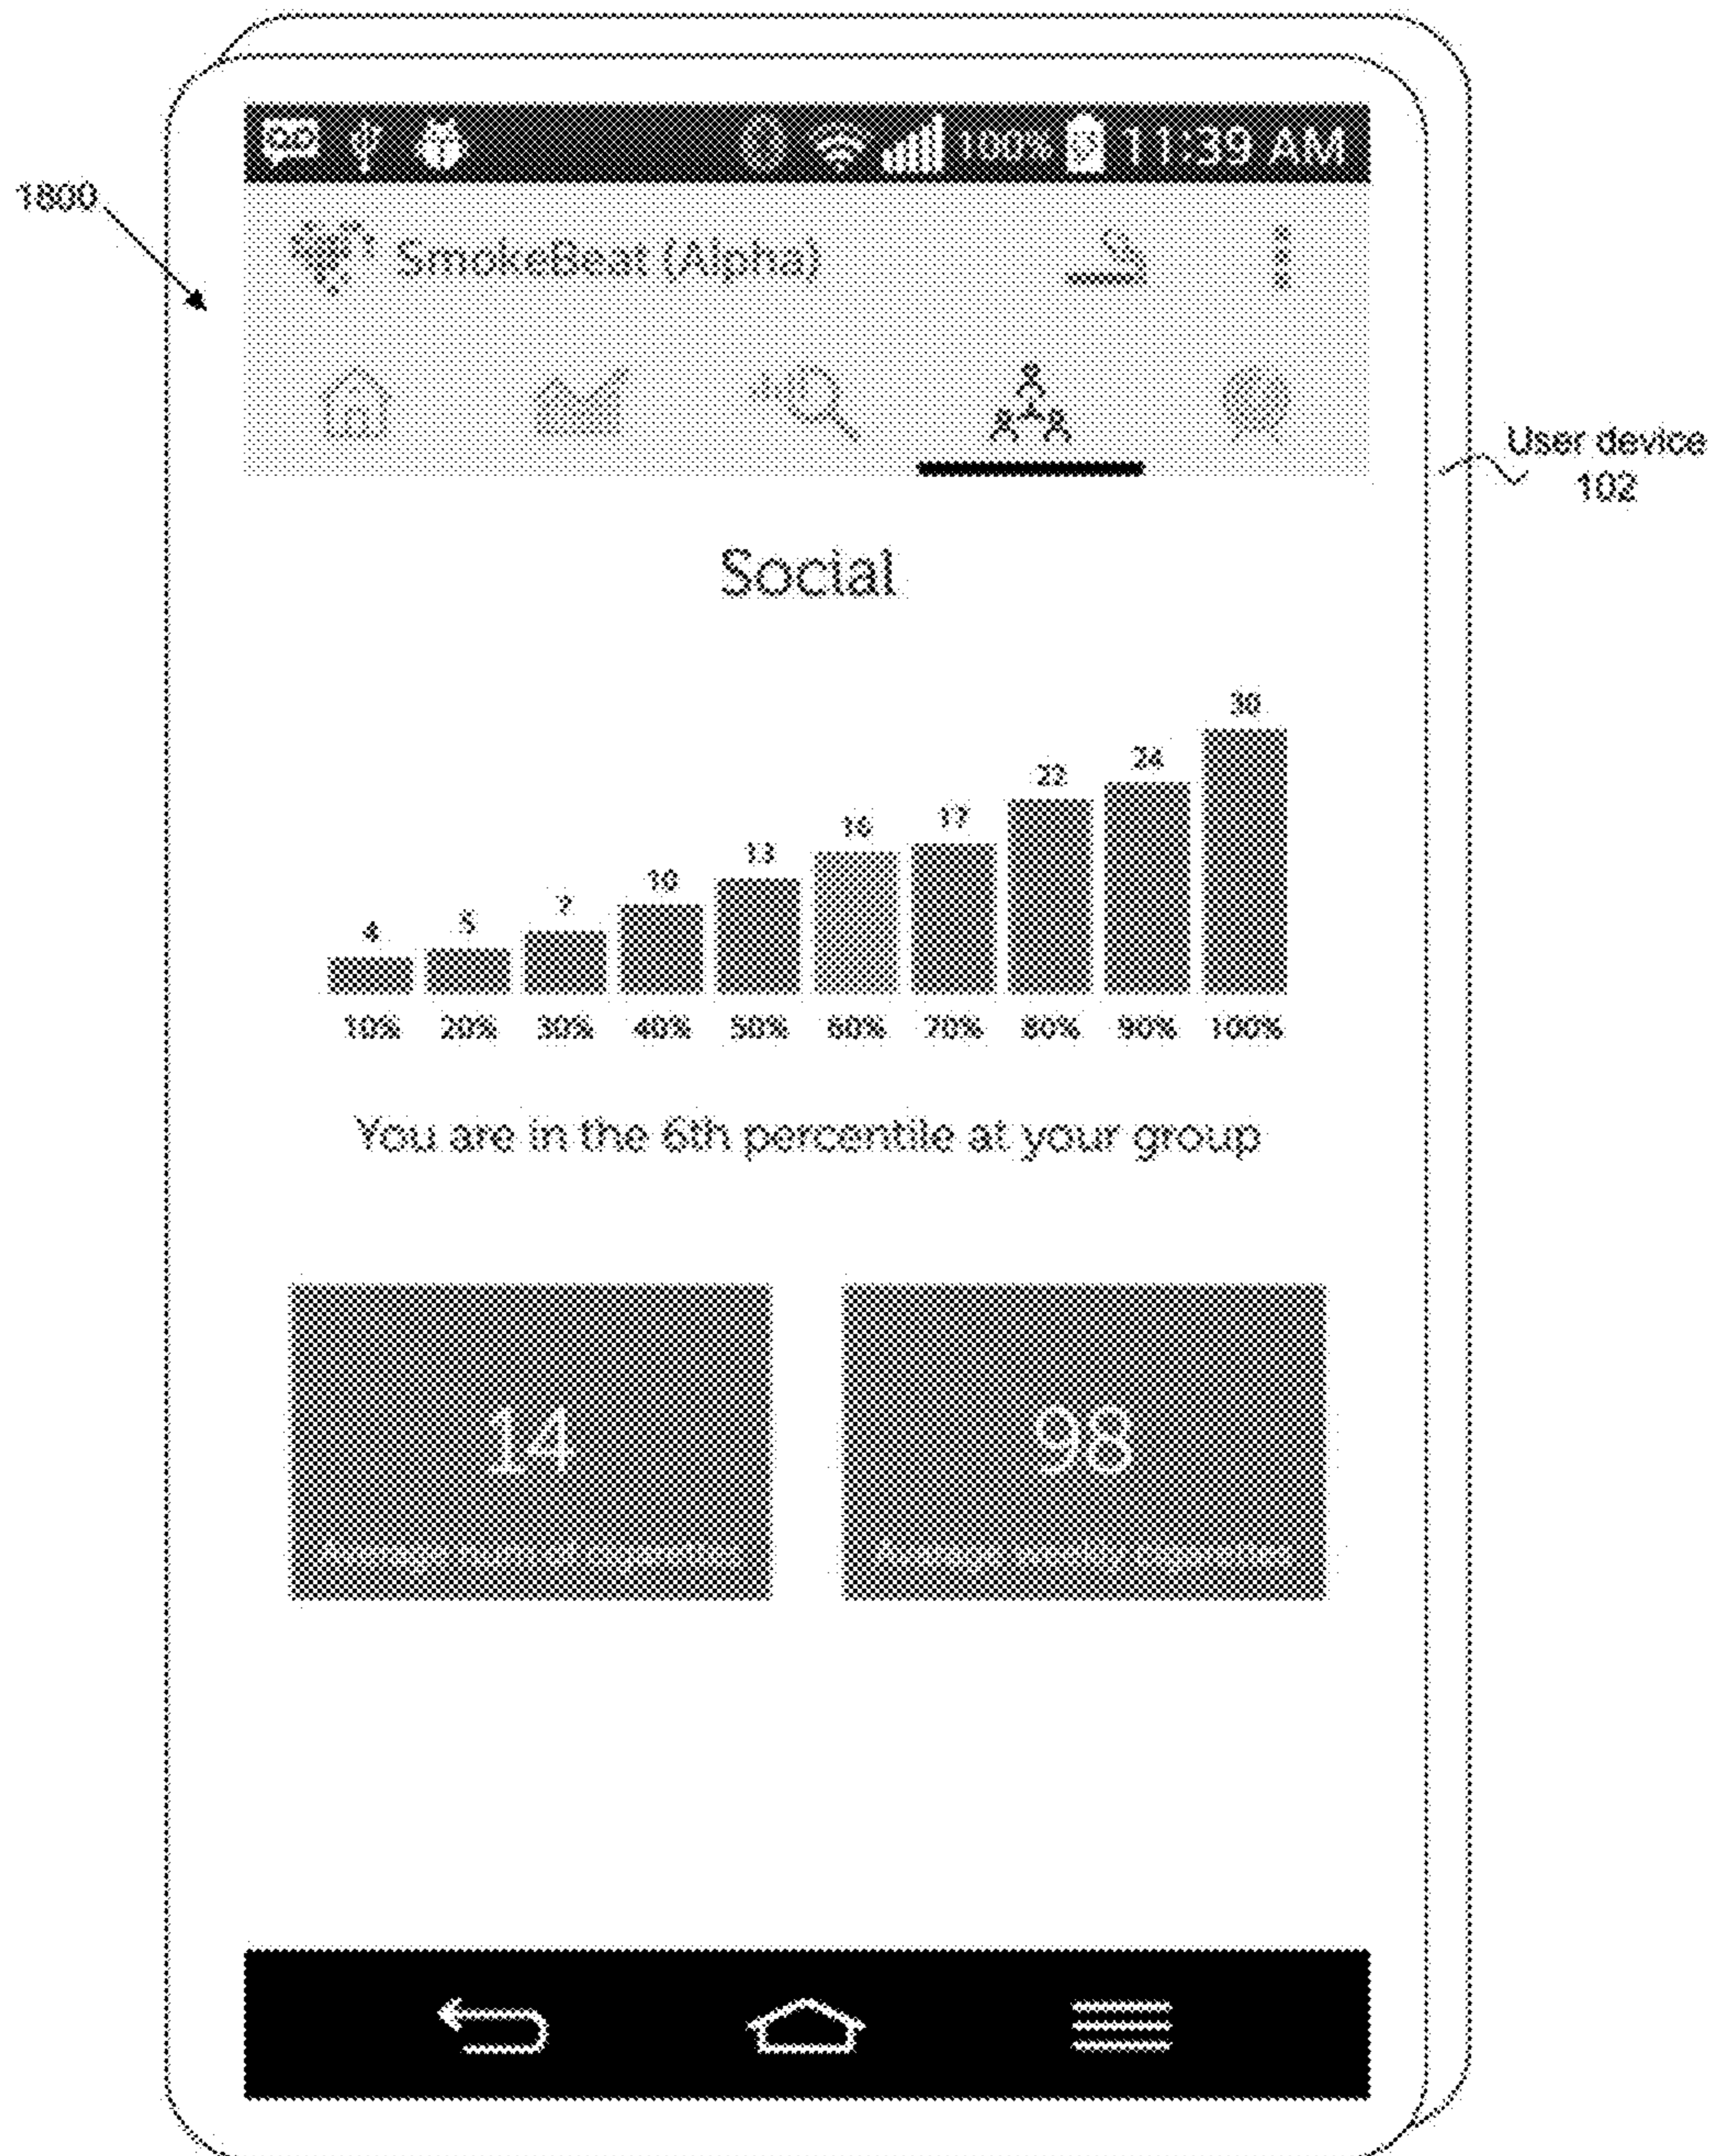 1800
100% 11:39 AM
SmokeBeat (Alpha)
User device
102
Social
4 5 7 10 13 16 17 22 24 30
10% 20% 30% 40% 50% 60% 70% 80% 90% 100%
You are in the 6th percentile at your group
14 98